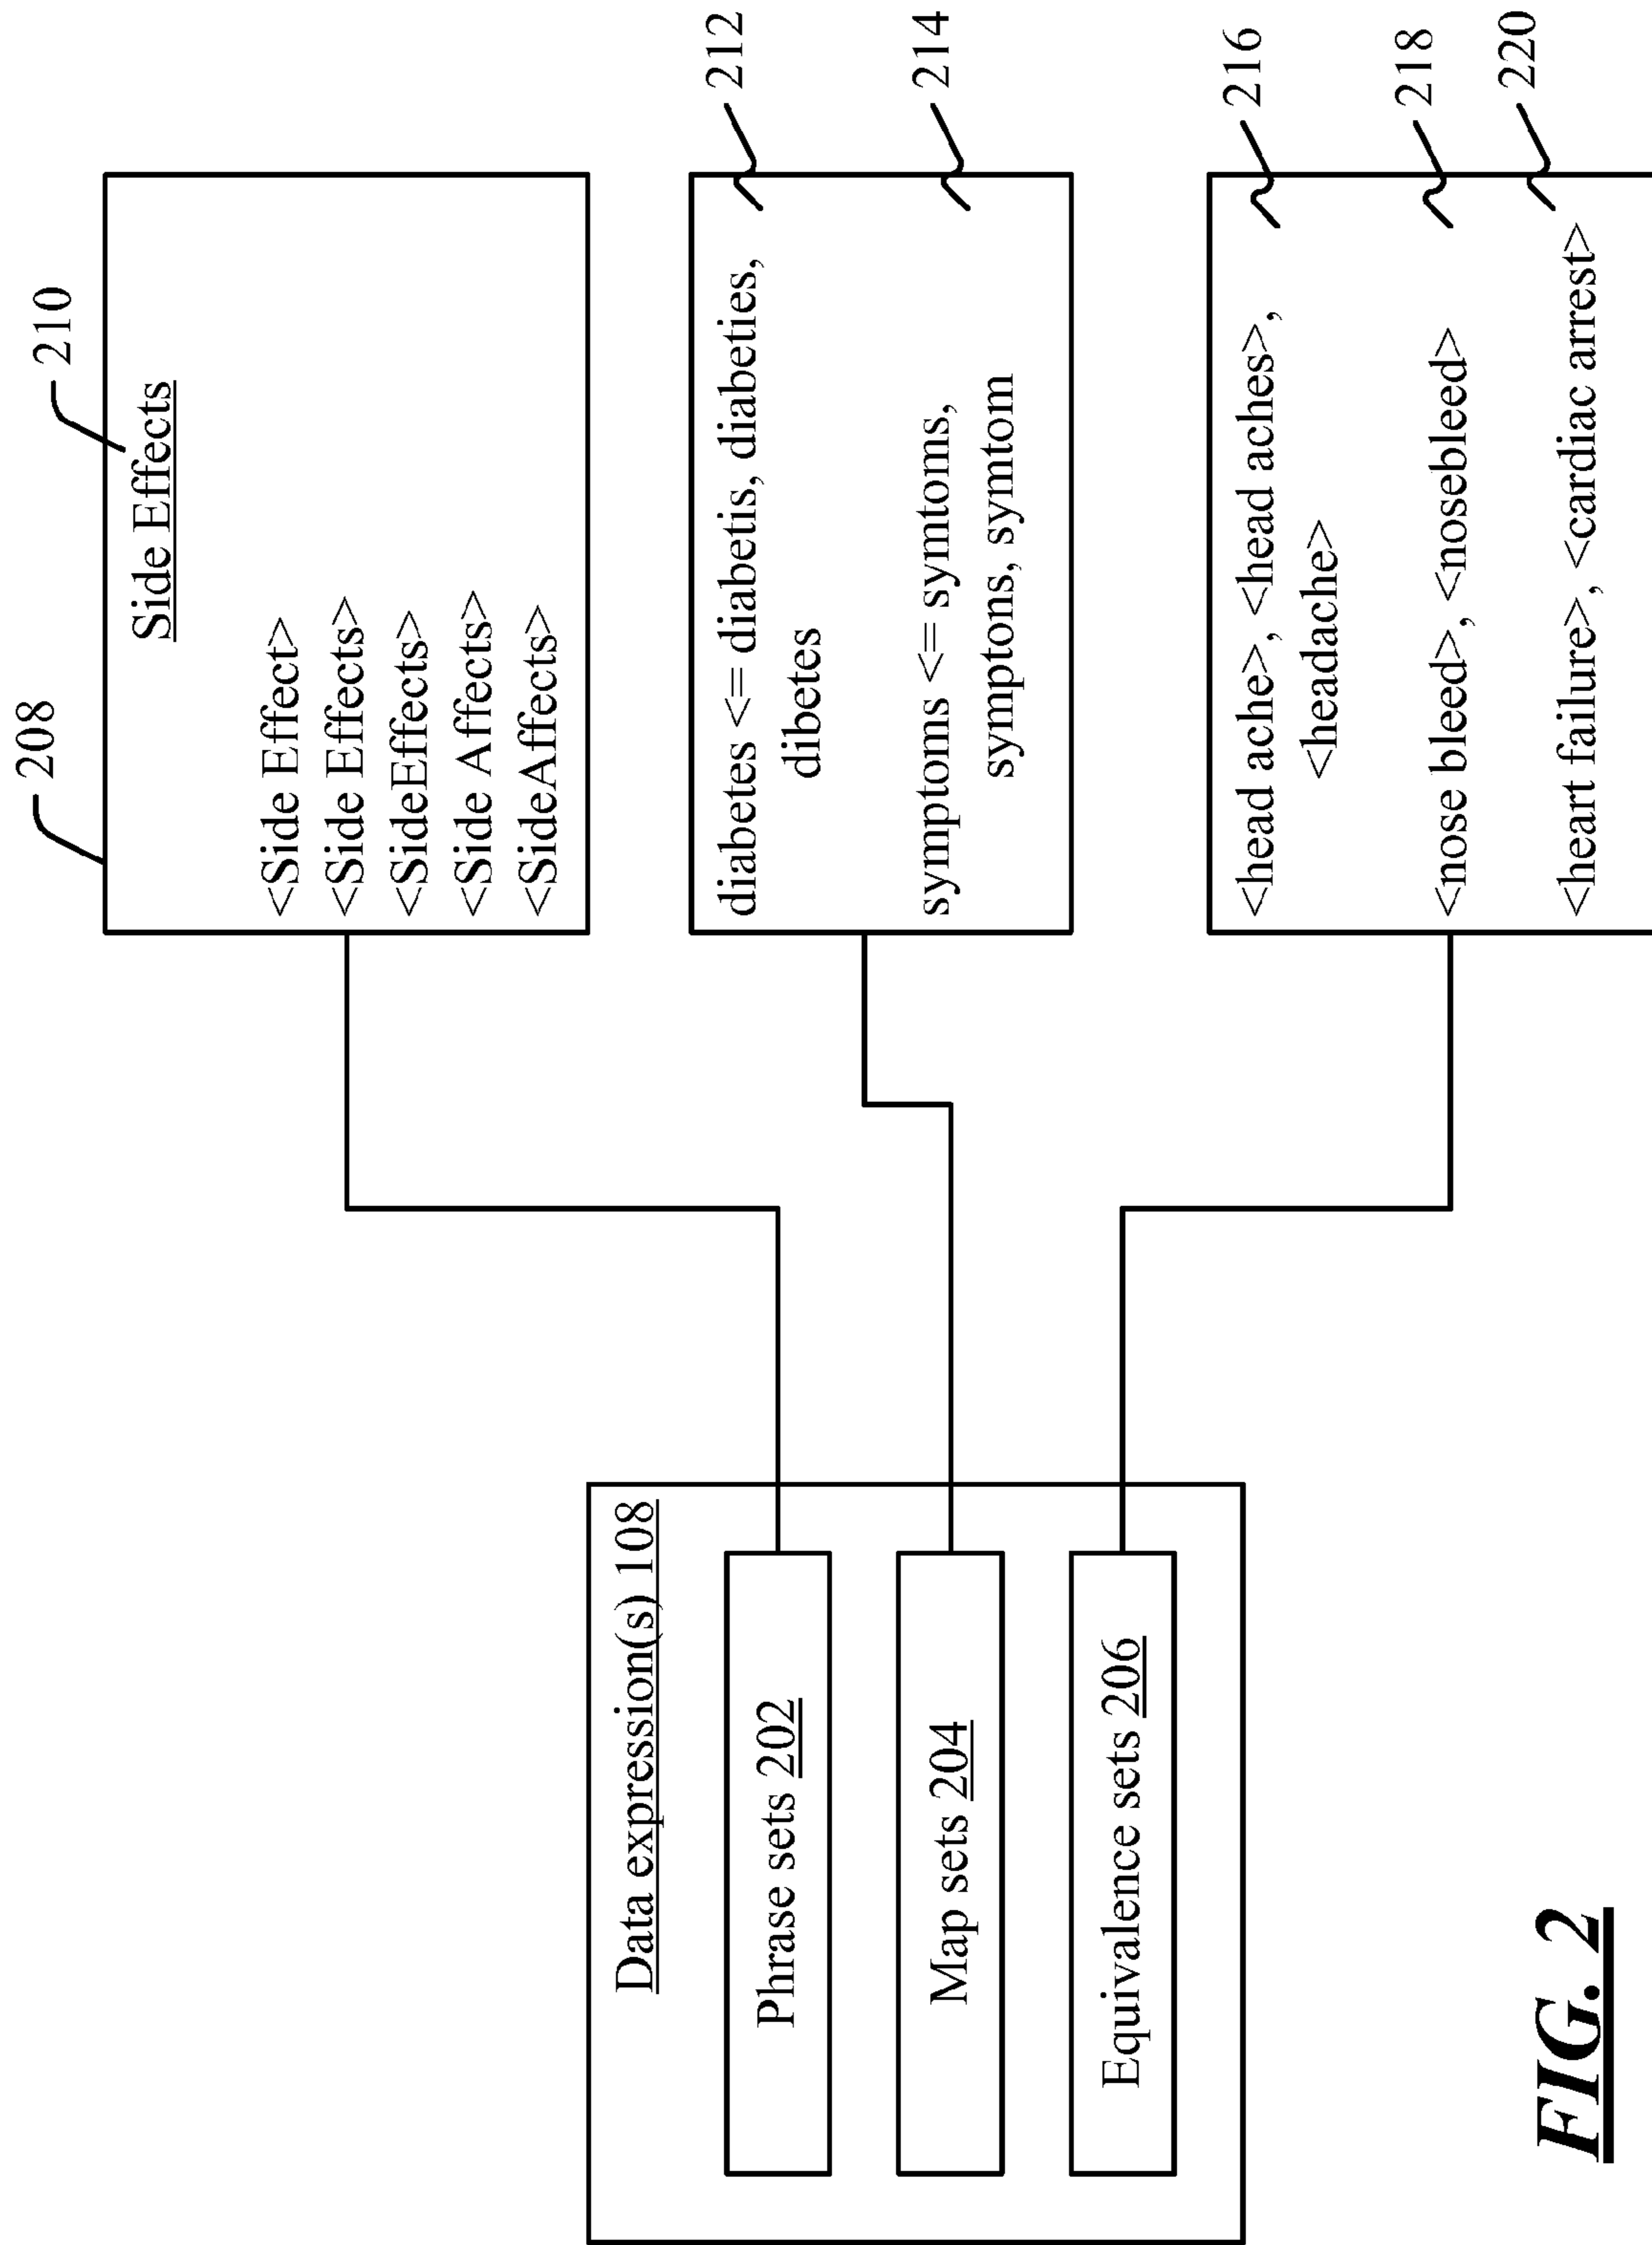 208
210
Side Effects
<Side Effect>
<Side Effects>
<SideEffects>
<Side Affects>
<SideAffects>
Data expression(s) 108
Phrase sets 202
Map sets 204
Equivalence sets 206
diabetes <= diabetis, diabeties,
dibetes
212
symptoms <= symtoms,
symptons, symtom
214
<head ache>, <head aches>,
<headache>
216
<nose bleed>, <nosebleed>
218
<heart failure>, <cardiac arrest>
220
FIG. 2